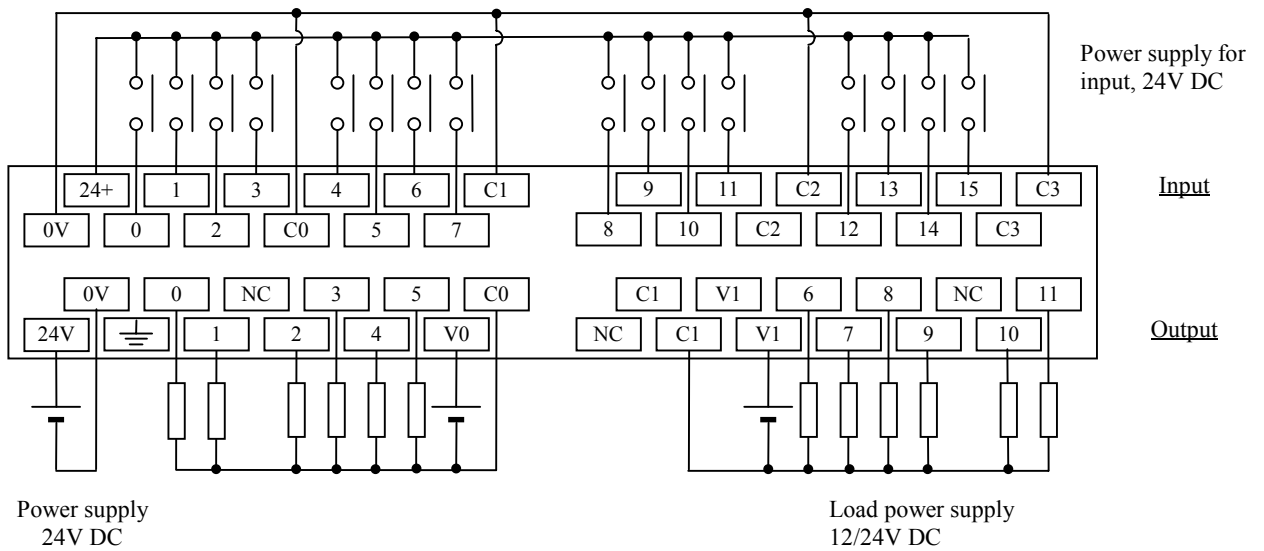 Power supply for
input, 24V DC
24+ 1 3 4 6 C1 9 11 C2 13 15 C3
Input
0V 0 2 C0 5 7 8 10 C2 12 14 C3
0V 0 NC 3 5 C0 C1 V1 6 8 NC 11
24V 1 2 4 V0 NC C1 V1 7 9 10
Output
Power supply
24V DC
Load power supply
12/24V DC